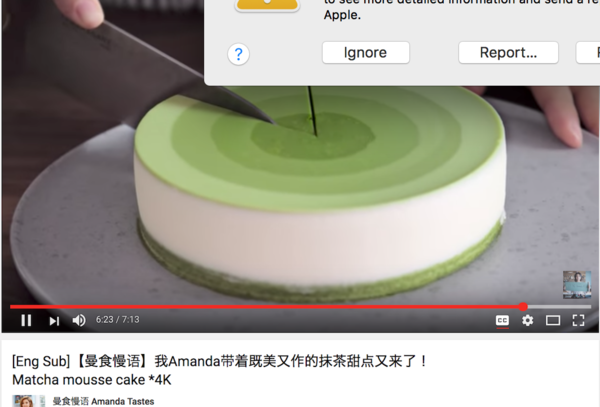 to see more detailed information and send a re
Apple.
?
Ignore
Report...
6:23 / 7:13
CC
[Eng Sub]【曼食慢语】我Amanda带着既美又作的抹茶甜点又来了！
Matcha mousse cake *4K
曼食慢语 Amanda Tastes